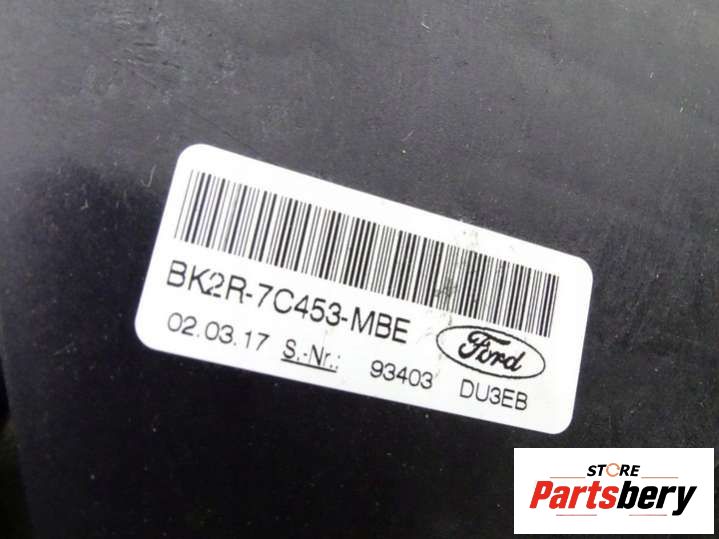 BK2R-7C453-MBE
Ford
02.03.17 S.-Nr.: 93403 DU3EB
STORE
Partsbery